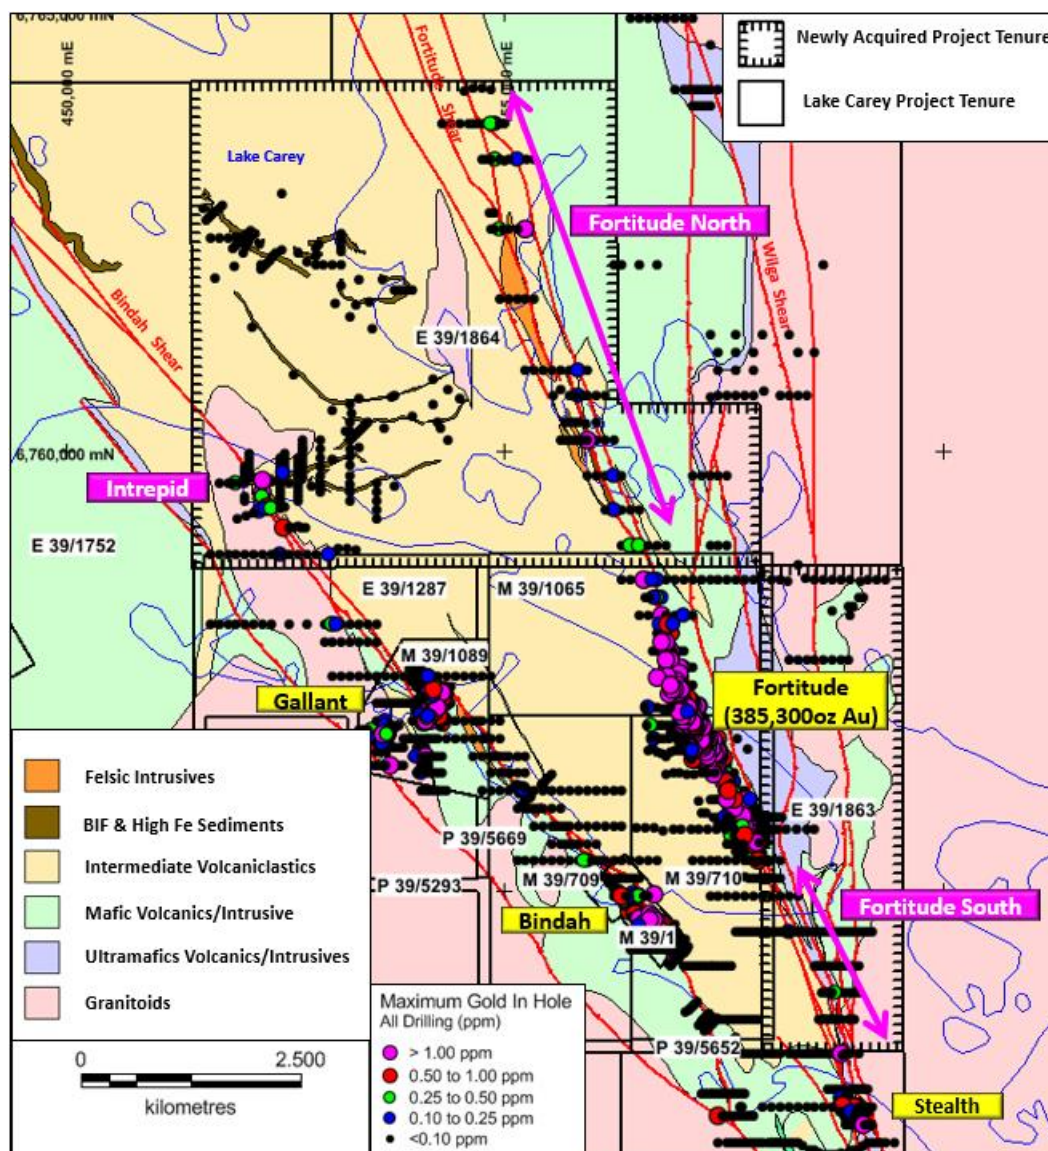 6,765,000 mN
450,000 mE
Fortitude Shear
Newly Acquired Project Tenure
Lake Carey Project Tenure
Lake Carey
Fortitude North
Wilga Shear
Bindah Shear
E 39/1864
6,760,000 mN
Intrepid
E 39/1752
E 39/1287
M 39/1065
M 39/1089
Gallant
Fortitude
(385,300oz Au)
Felsic Intrusives
BIF & High Fe Sediments
Intermediate Volcaniclastics
Mafic Volcanics/Intrusive
Ultramafics Volcanics/Intrusives
Granitoids
E 39/1863
P 39/5669
P 39/5293
M 39/709
M 39/710
Fortitude South
Bindah
M 39/1
Maximum Gold In Hole
All Drilling (ppm)
> 1.00 ppm
0.50 to 1.00 ppm
0.25 to 0.50 ppm
0.10 to 0.25 ppm
<0.10 ppm
P 39/5652
Stealth
0 2.500
kilometres